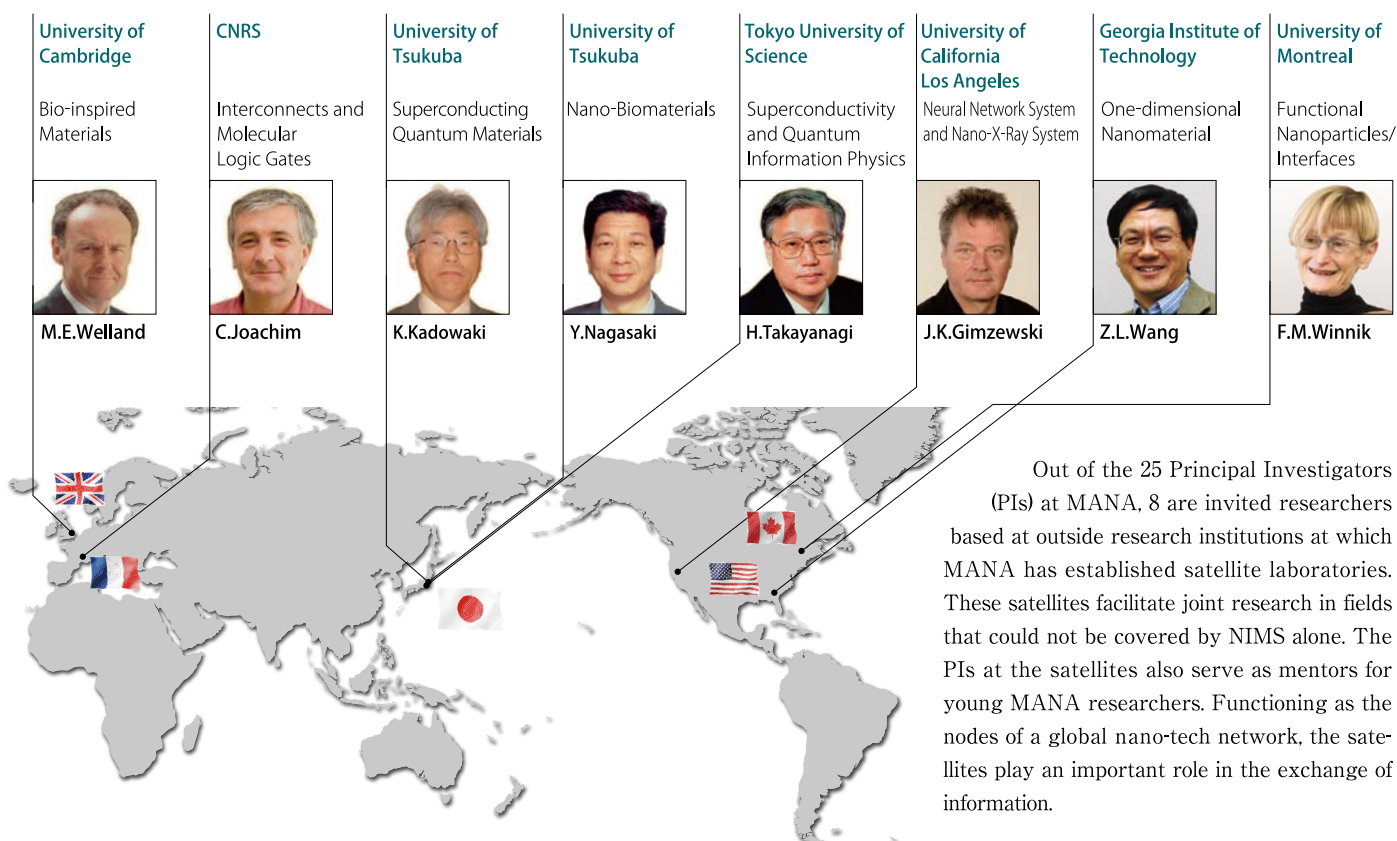 University of
Cambridge
Bio-inspired
Materials
M.E.Welland
CNRS
Interconnects and
Molecular
Logic Gates
C.Joachim
University of
Tsukuba
Superconducting
Quantum Materials
K.Kadowaki
University of
Tsukuba
Nano-Biomaterials
Y.Nagasaki
Tokyo University of
Science
Superconductivity
and Quantum
Information Physics
H.Takayanagi
University of
California
Los Angeles
Neural Network System
and Nano-X-Ray System
J.K.Gimzewski
Georgia Institute of
Technology
One-dimensional
Nanomaterial
Z.L.Wang
University of
Montreal
Functional
Nanoparticles/
Interfaces
F.M.Winnik
Out of the 25 Principal Investigators
(PIs) at MANA, 8 are invited researchers
based at outside research institutions at which
MANA has established satellite laboratories.
These satellites facilitate joint research in fields
that could not be covered by NIMS alone. The
PIs at the satellites also serve as mentors for
young MANA researchers. Functioning as the
nodes of a global nano-tech network, the sate-
llites play an important role in the exchange of
information.